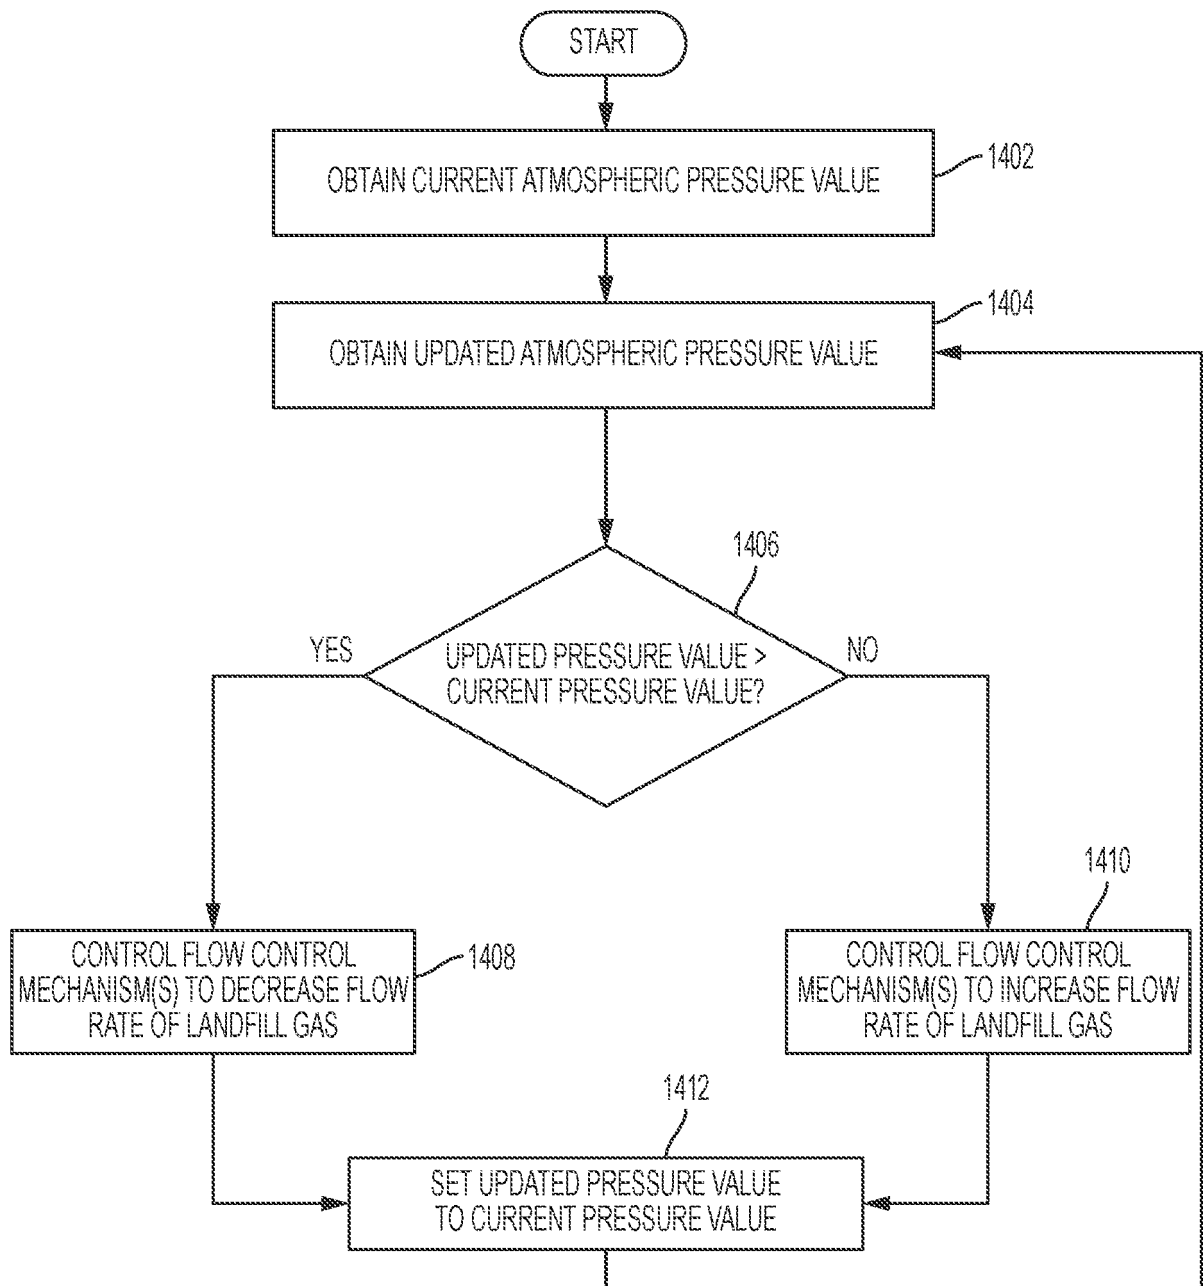 START
OBTAIN CURRENT ATMOSPHERIC PRESSURE VALUE
1402
OBTAIN UPDATED ATMOSPHERIC PRESSURE VALUE
1404
1406
YES
UPDATED PRESSURE VALUE >
CURRENT PRESSURE VALUE?
NO
CONTROL FLOW CONTROL
MECHANISM(S) TO DECREASE FLOW
RATE OF LANDFILL GAS
1408
1410
CONTROL FLOW CONTROL
MECHANISM(S) TO INCREASE FLOW
RATE OF LANDFILL GAS
1412
SET UPDATED PRESSURE VALUE
TO CURRENT PRESSURE VALUE